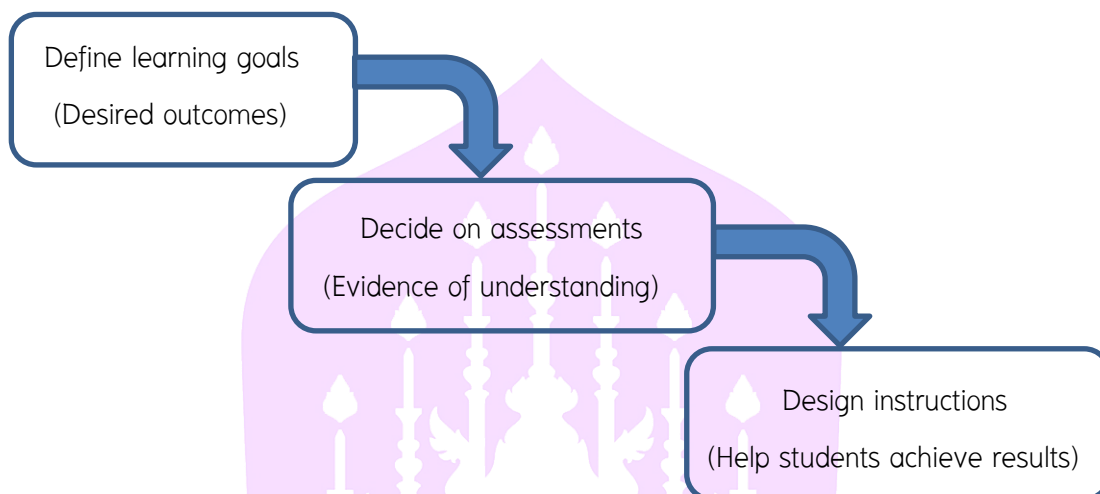 Define learning goals
(Desired outcomes)
Decide on assessments
(Evidence of understanding)
Design instructions
(Help students achieve results)